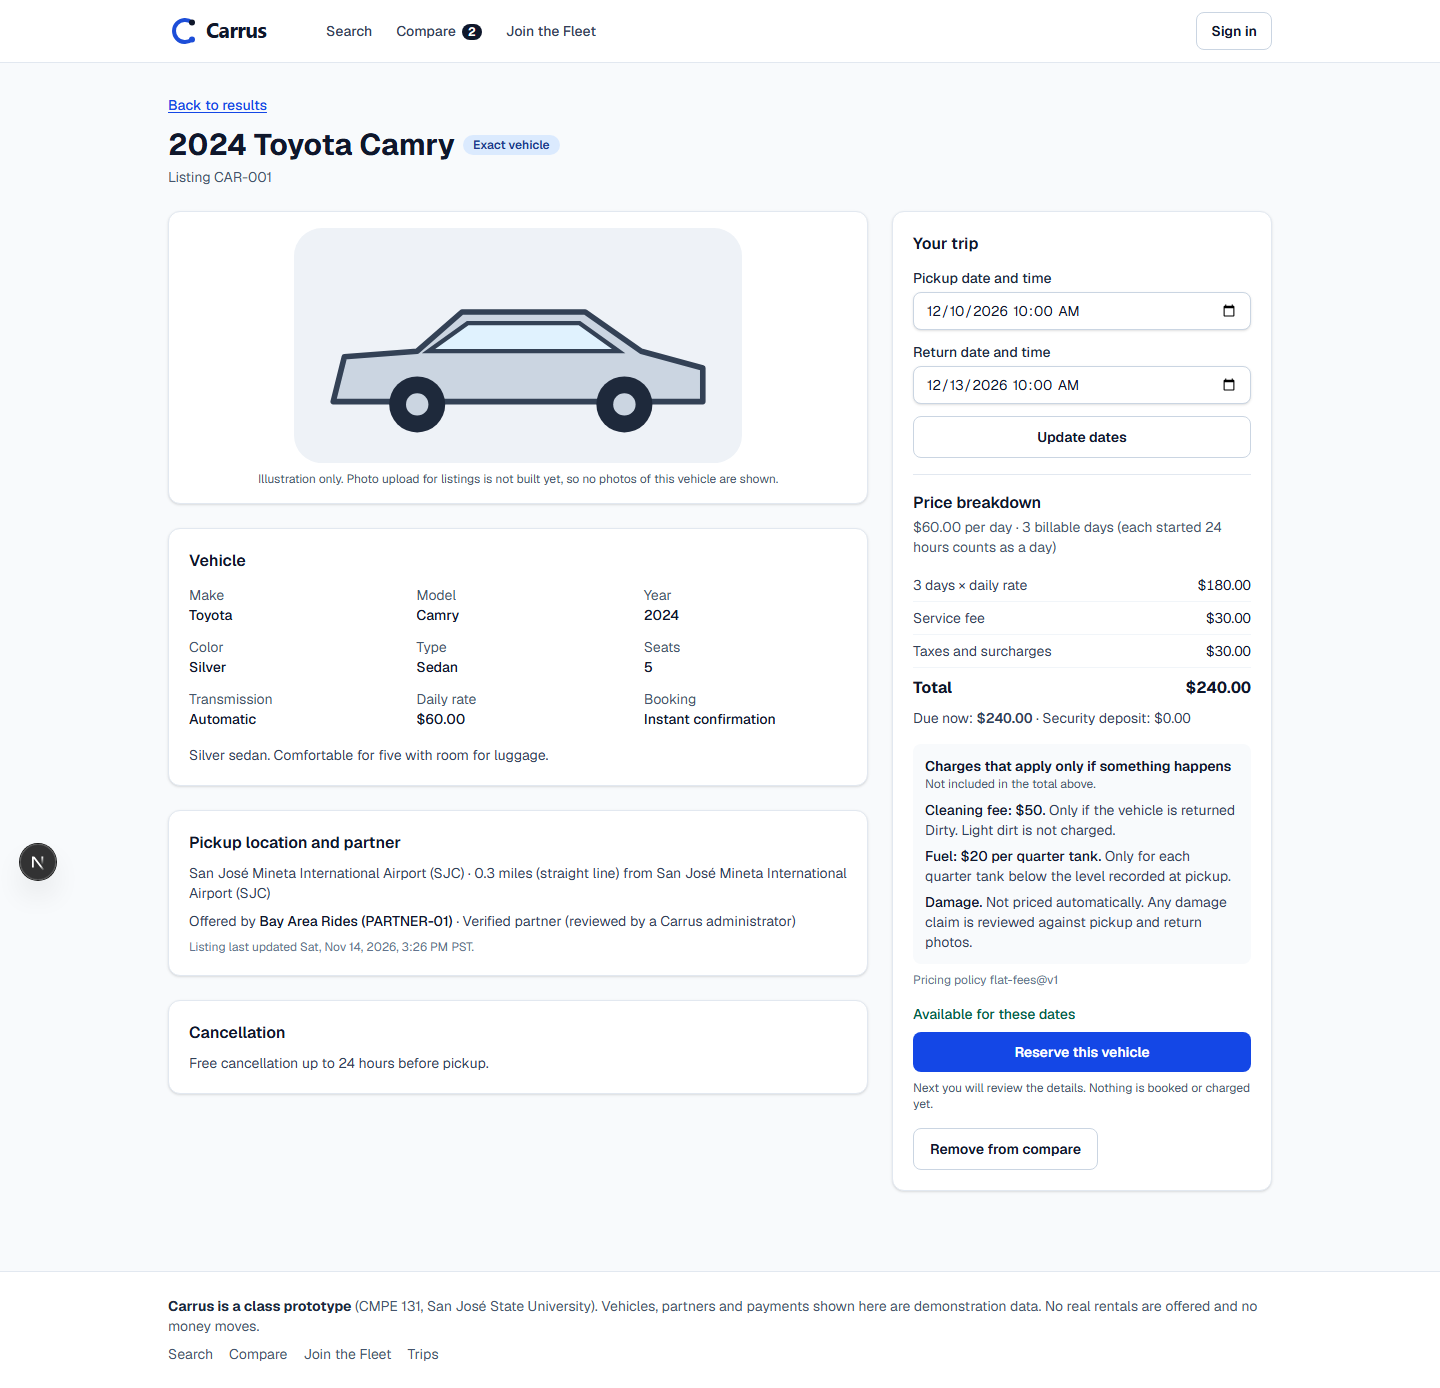 Carrus
Search
Compare 2
Join the Fleet
Sign in
Back to results
2024 Toyota Camry
Exact vehicle
Listing CAR-001
Illustration only. Photo upload for listings is not built yet, so no photos of this vehicle are shown.
Vehicle
Make
Model
Year
Toyota
Camry
2024
Color
Type
Seats
Silver
Sedan
5
Transmission
Daily rate
Booking
Automatic
$60.00
Instant confirmation
Silver sedan. Comfortable for five with room for luggage.
Pickup location and partner
San José Mineta International Airport (SJC) · 0.3 miles (straight line) from San José Mineta International
Airport (SJC)
Offered by Bay Area Rides (PARTNER-01) · Verified partner (reviewed by a Carrus administrator)
Listing last updated Sat, Nov 14, 2026, 3:26 PM PST.
Cancellation
Free cancellation up to 24 hours before pickup.
Your trip
Pickup date and time
12/10/2026 10:00 AM
Return date and time
12/13/2026 10:00 AM
Update dates
Price breakdown
$60.00 per day · 3 billable days (each started 24
hours counts as a day)
3 days × daily rate $180.00
Service fee $30.00
Taxes and surcharges $30.00
Total $240.00
Due now: $240.00 · Security deposit: $0.00
Charges that apply only if something happens
Not included in the total above.
Cleaning fee: $50. Only if the vehicle is returned
Dirty. Light dirt is not charged.
Fuel: $20 per quarter tank. Only for each
quarter tank below the level recorded at pickup.
Damage. Not priced automatically. Any damage
claim is reviewed against pickup and return
photos.
Pricing policy flat-fees@v1
Available for these dates
Reserve this vehicle
Next you will review the details. Nothing is booked or charged
yet.
Remove from compare
N
Carrus is a class prototype (CMPE 131, San José State University). Vehicles, partners and payments shown here are demonstration data. No real rentals are offered and no
money moves.
Search
Compare
Join the Fleet
Trips